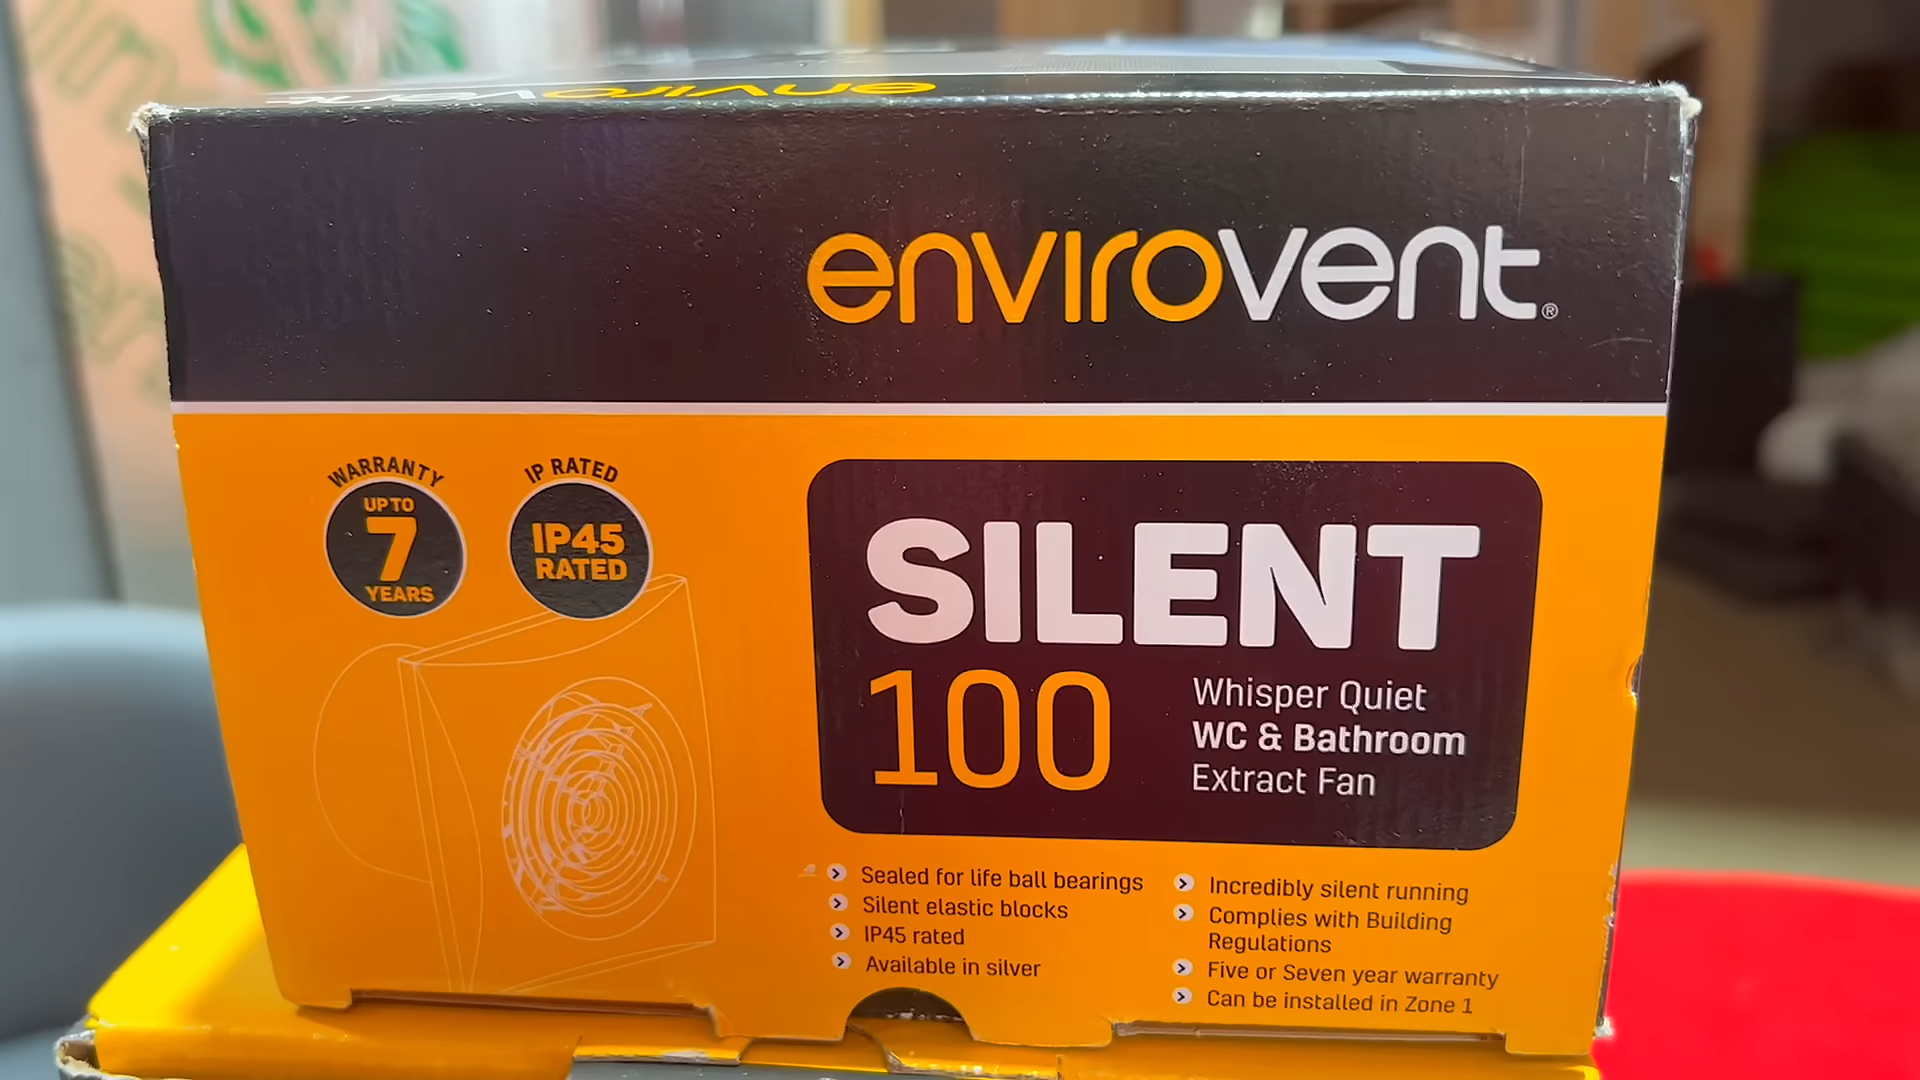 envirovent
envirovent®
WARRANTY
UP TO
7
YEARS
IP RATED
IP45
RATED
SILENT
100
Whisper Quiet
WC & Bathroom
Extract Fan
Sealed for life ball bearings
Silent elastic blocks
IP45 rated
Available in silver
Incredibly silent running
Complies with Building
Regulations
Five or Seven year warranty
Can be installed in Zone 1